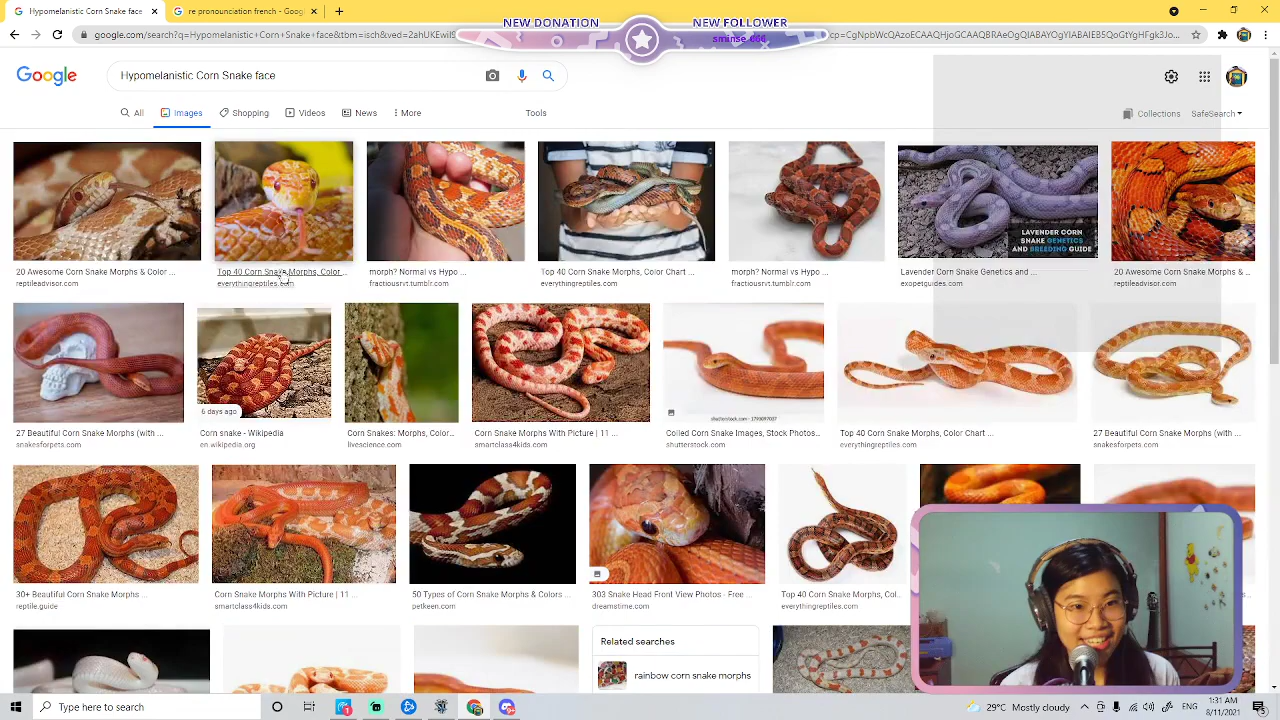 Hypomelanistic Corn Snake face -
re pronounced french - Google
NEW DONATION
NEW FOLLOWER
sminse_666
Google
Hypomelanistic Corn Snake face
All
Images
Shopping
Videos
News
More
Tools
Collections
SafeSearch
LAVENDER CORN
SNAKE GENETICS
AND BREEDING GUIDE
20 Awesome Corn Snake Morphs & Color ...
reptileadvisor.com
Top 40 Corn Snake Morphs, Color ...
everythingreptiles.com
morph? Normal vs Hypo ...
fractiousrvt.tumblr.com
Top 40 Corn Snake Morphs, Color Chart ...
everythingreptiles.com
morph? Normal vs Hypo ...
fractiousrvt.tumblr.com
Lavender Corn Snake Genetics and ...
exopetguides.com
20 Awesome Corn Snake Morphs & ...
reptileadvisor.com
6 days ago
shutterstock.com · 1793097037
27 Beautiful Corn Snake Morphs (with ...
snakesforpets.com
Corn snake - Wikipedia
en.wikipedia.org
Corn Snakes: Morphs, Color...
livescience.com
Corn Snake Morphs With Picture | 11 ...
smartclass4kids.com
Coiled Corn Snake Images, Stock Photos...
shutterstock.com
Top 40 Corn Snake Morphs, Color Chart ...
everythingreptiles.com
27 Beautiful Corn Snake Morphs (with ...
snakesforpets.com
30+ Beautiful Corn Snake Morphs ...
reptile.guide
Corn Snake Morphs With Picture | 11 ...
smartclass4kids.com
50 Types of Corn Snake Morphs & Colors ...
petkeen.com
303 Snake Head Front View Photos - Free ...
dreamstime.com
Top 40 Corn Snake Morphs, Col...
everythingreptiles.com
Related searches
rainbow corn snake morphs
Type here to search
29°C Mostly cloudy
ENG
1:31 AM
8/11/2021